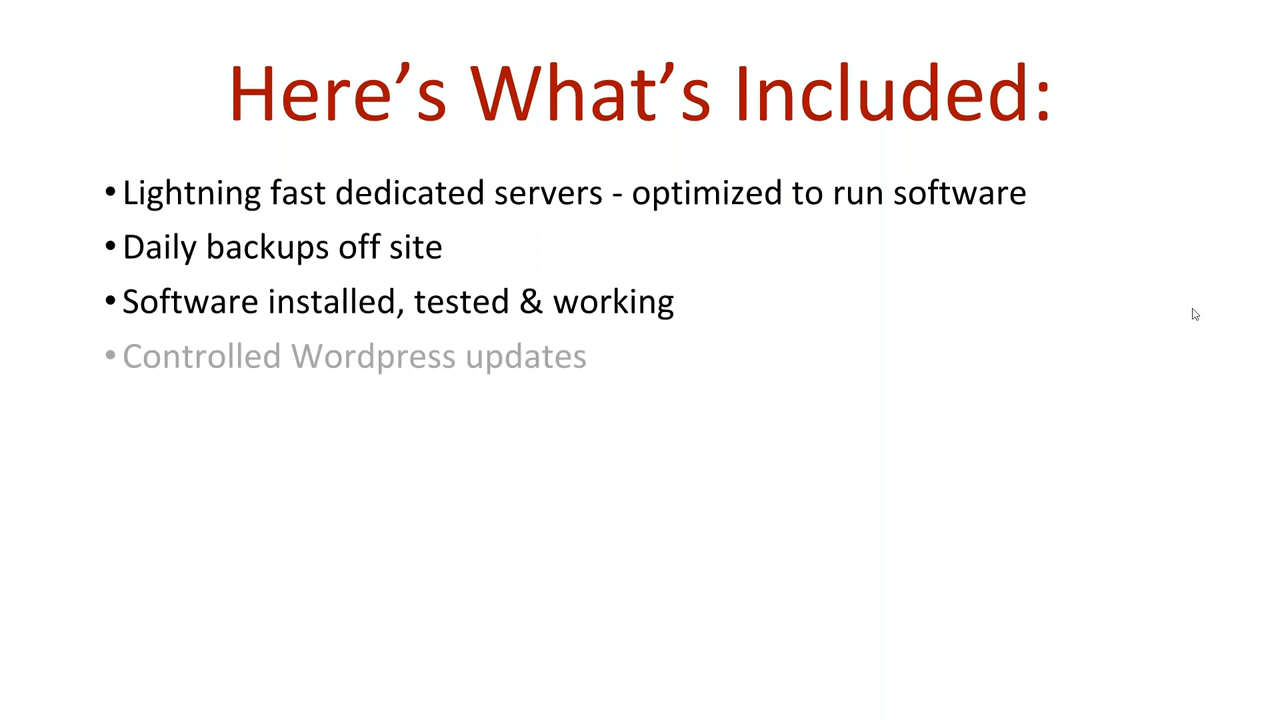 Here’s What’s Included:
•Lightning fast dedicated servers - optimized to run software
•Daily backups off site
•Software installed, tested & working
•Controlled Wordpress updates